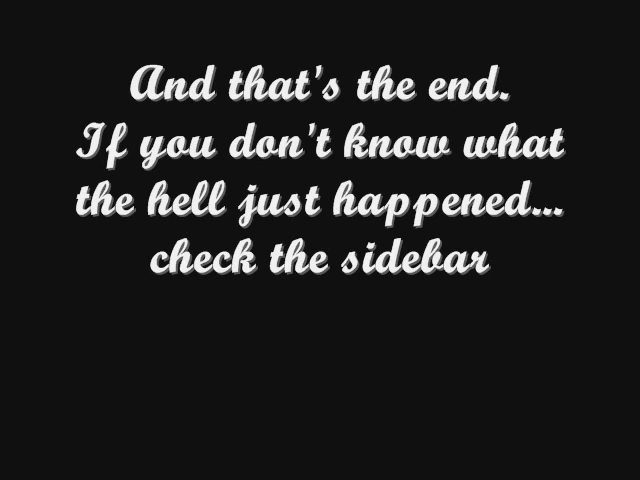 And that's the end.
If you don't know what
the hell just happened...
check the sidebar